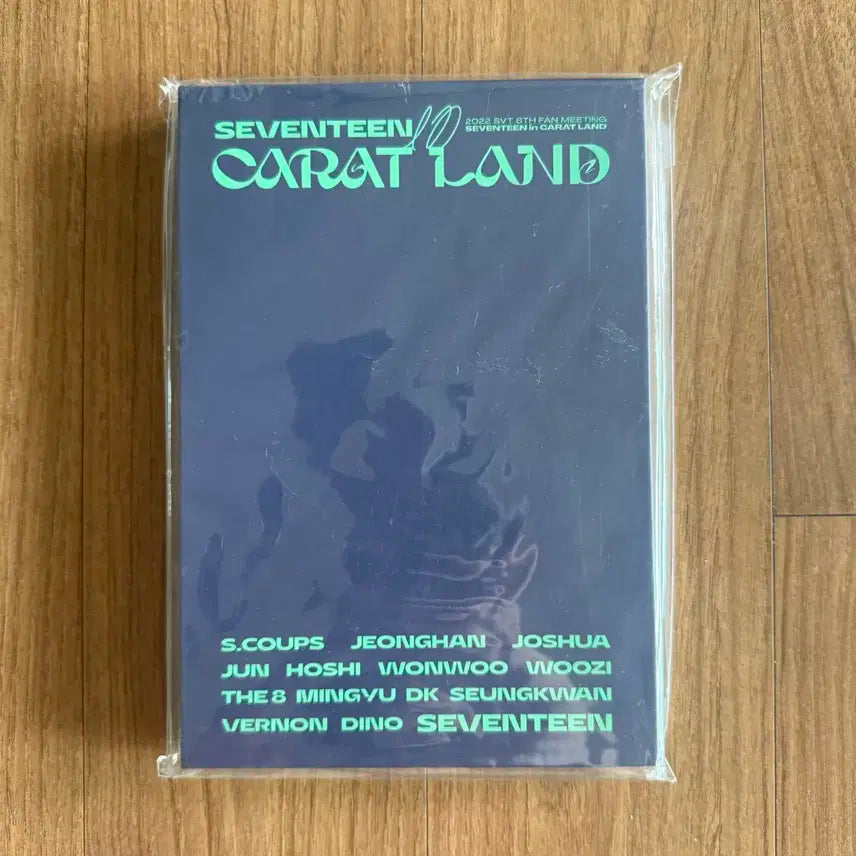 SEVENTEEN in
2022 SVT 6TH FAN MEETING
SEVENTEEN in CARAT LAND
CARAT LAND
S.COUPS JEONGHAN JOSHUA
JUN HOSHI WONWOO WOOZI
THE 8 MINGYU DK SEUNGKWAN
VERNON DINO SEVENTEEN